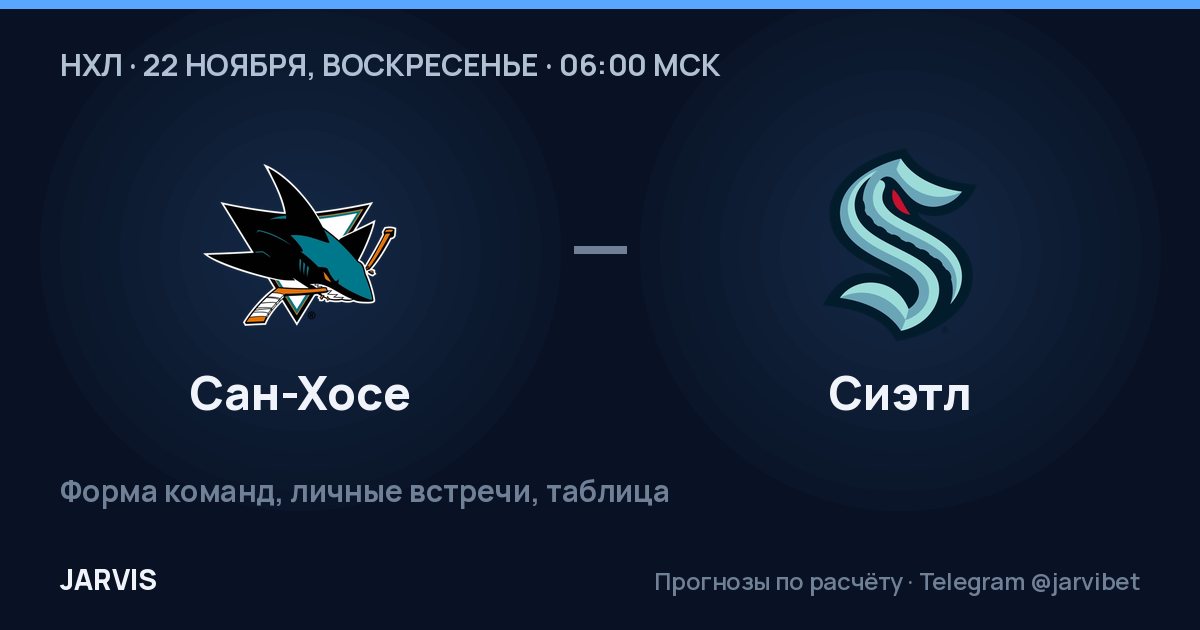 НХЛ · 22 НОЯБРЯ, ВОСКРЕСЕНЬЕ · 06:00 МСК
—
Сан-Хосе
Сиэтл
Форма команд, личные встречи, таблица
JARVIS
Прогнозы по расчёту · Telegram @jarvibet